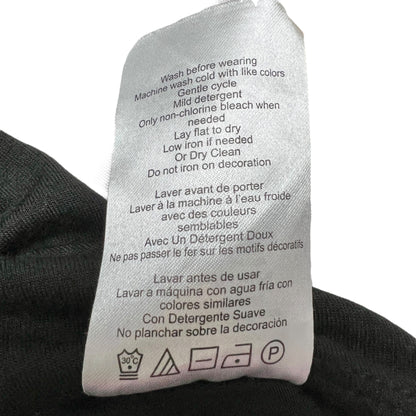 Wash before wearing
Machine wash cold with like colors
Gentle cycle
Mild detergent
Only non-chlorine bleach when
needed
Lay flat to dry
Low iron if needed
Or Dry Clean
Do not iron on decoration
Laver avant de porter
Laver à la machine à l'eau froide
avec des couleurs
semblables
Avec Un Détergent Doux
Ne pas passer le fer sur les motifs décoratifs
Lavar antes de usar
Lavar a máquina con agua fría con
colores similares
Con Detergente Suave
No planchar sobre la decoración
30°C P